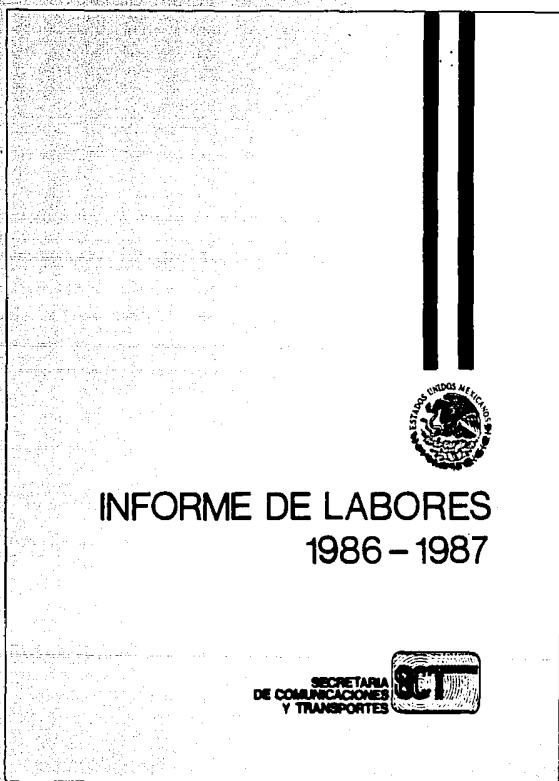 ESTADOS UNIDOS MEXICANOS
INFORME DE LABORES
1986-1987
SECRETARIA
DE COMUNICACIONES
Y TRANSPORTES
SCT